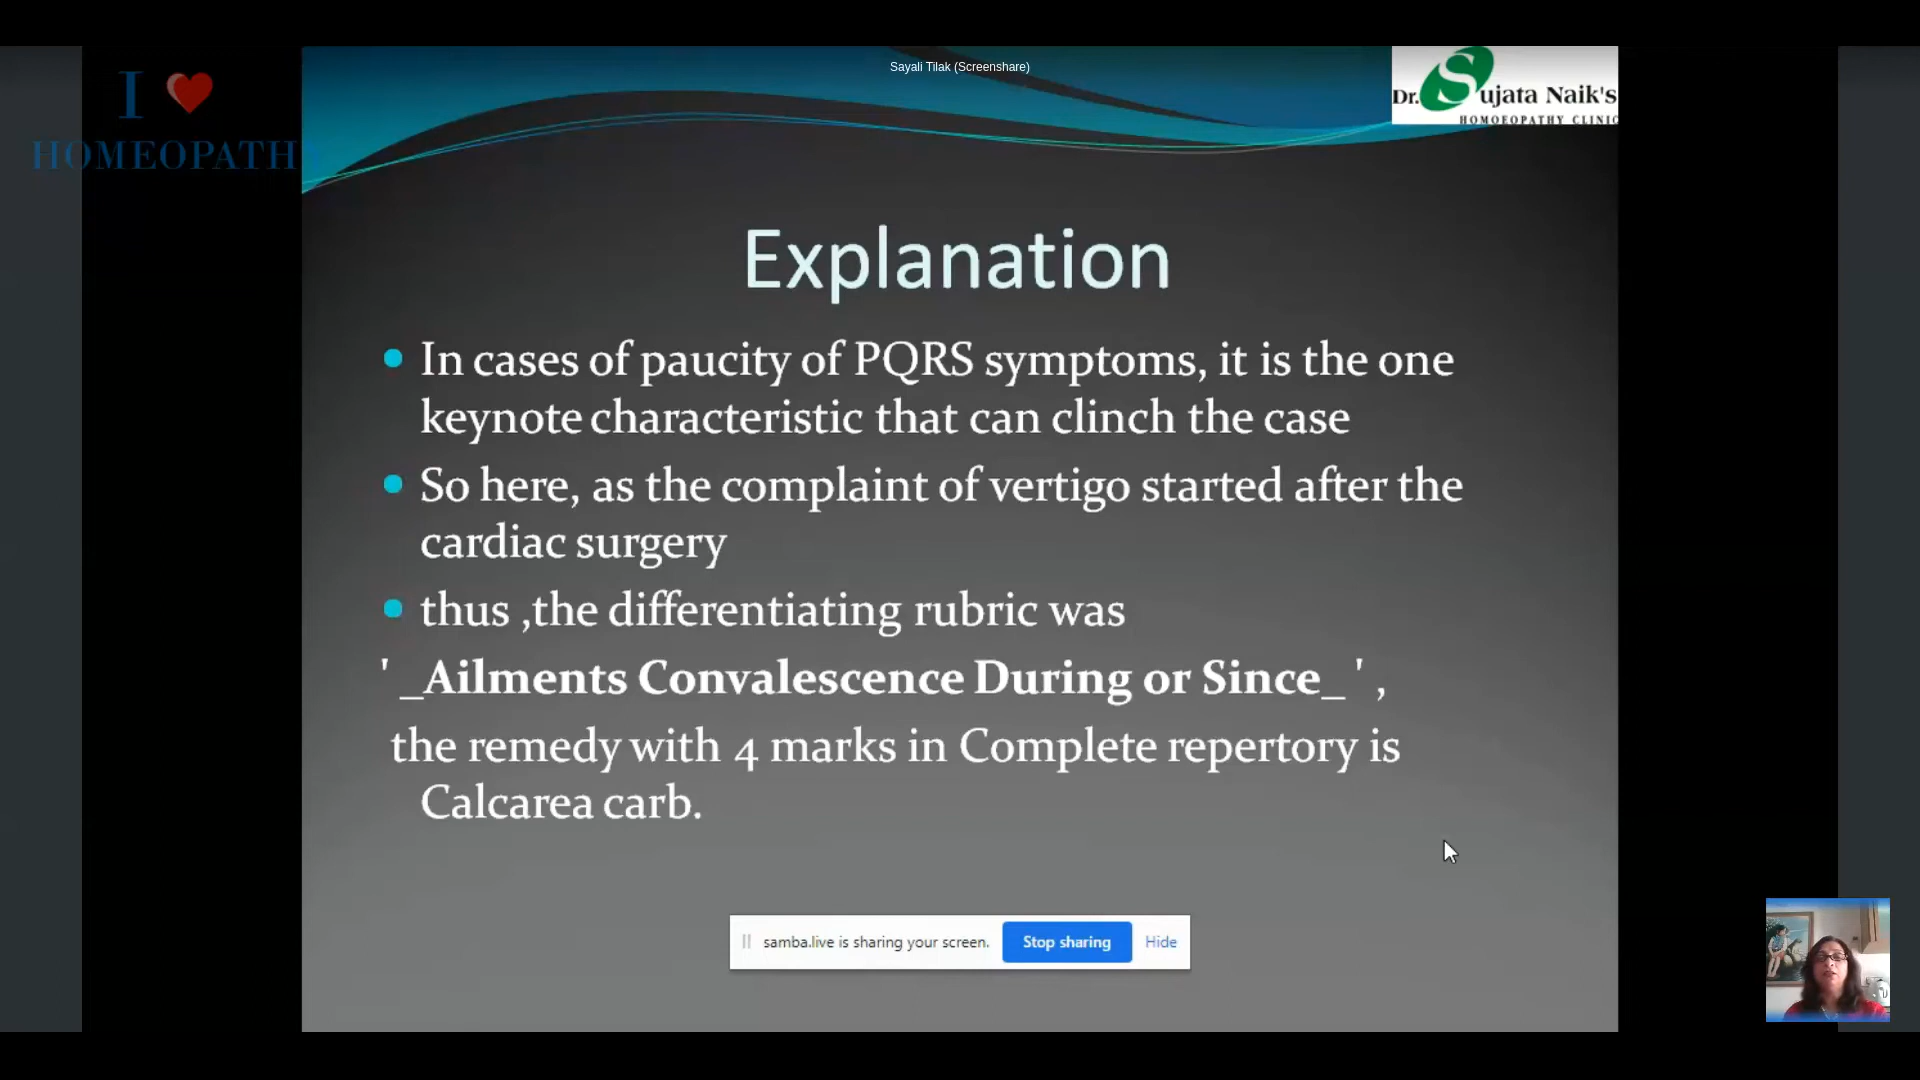 Sayali Tilak (Screenshare)
I
HOMEOPATH
Dr. Sujata Naik's
HOMOEOPATHY CLINIC
Explanation
In cases of paucity of PQRS symptoms, it is the one
keynote characteristic that can clinch the case
So here, as the complaint of vertigo started after the
cardiac surgery
thus ,the differentiating rubric was
' _Ailments Convalescence During or Since_ ' ,
the remedy with 4 marks in Complete repertory is
Calcarea carb.
samba.live is sharing your screen.
Stop sharing
Hide